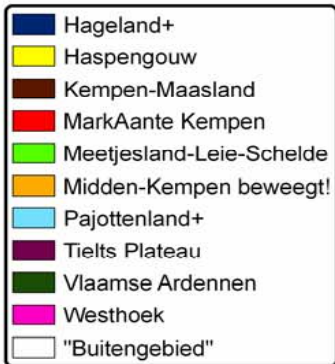 Hageland+
Haspengouw
Kempen-Maasland
MarkAante Kempen
Meetjesland-Leie-Schelde
Midden-Kempen beweegt!
Pajottenland+
Tielts Plateau
Vlaamse Ardennen
Westhoek
"Buitengebied"